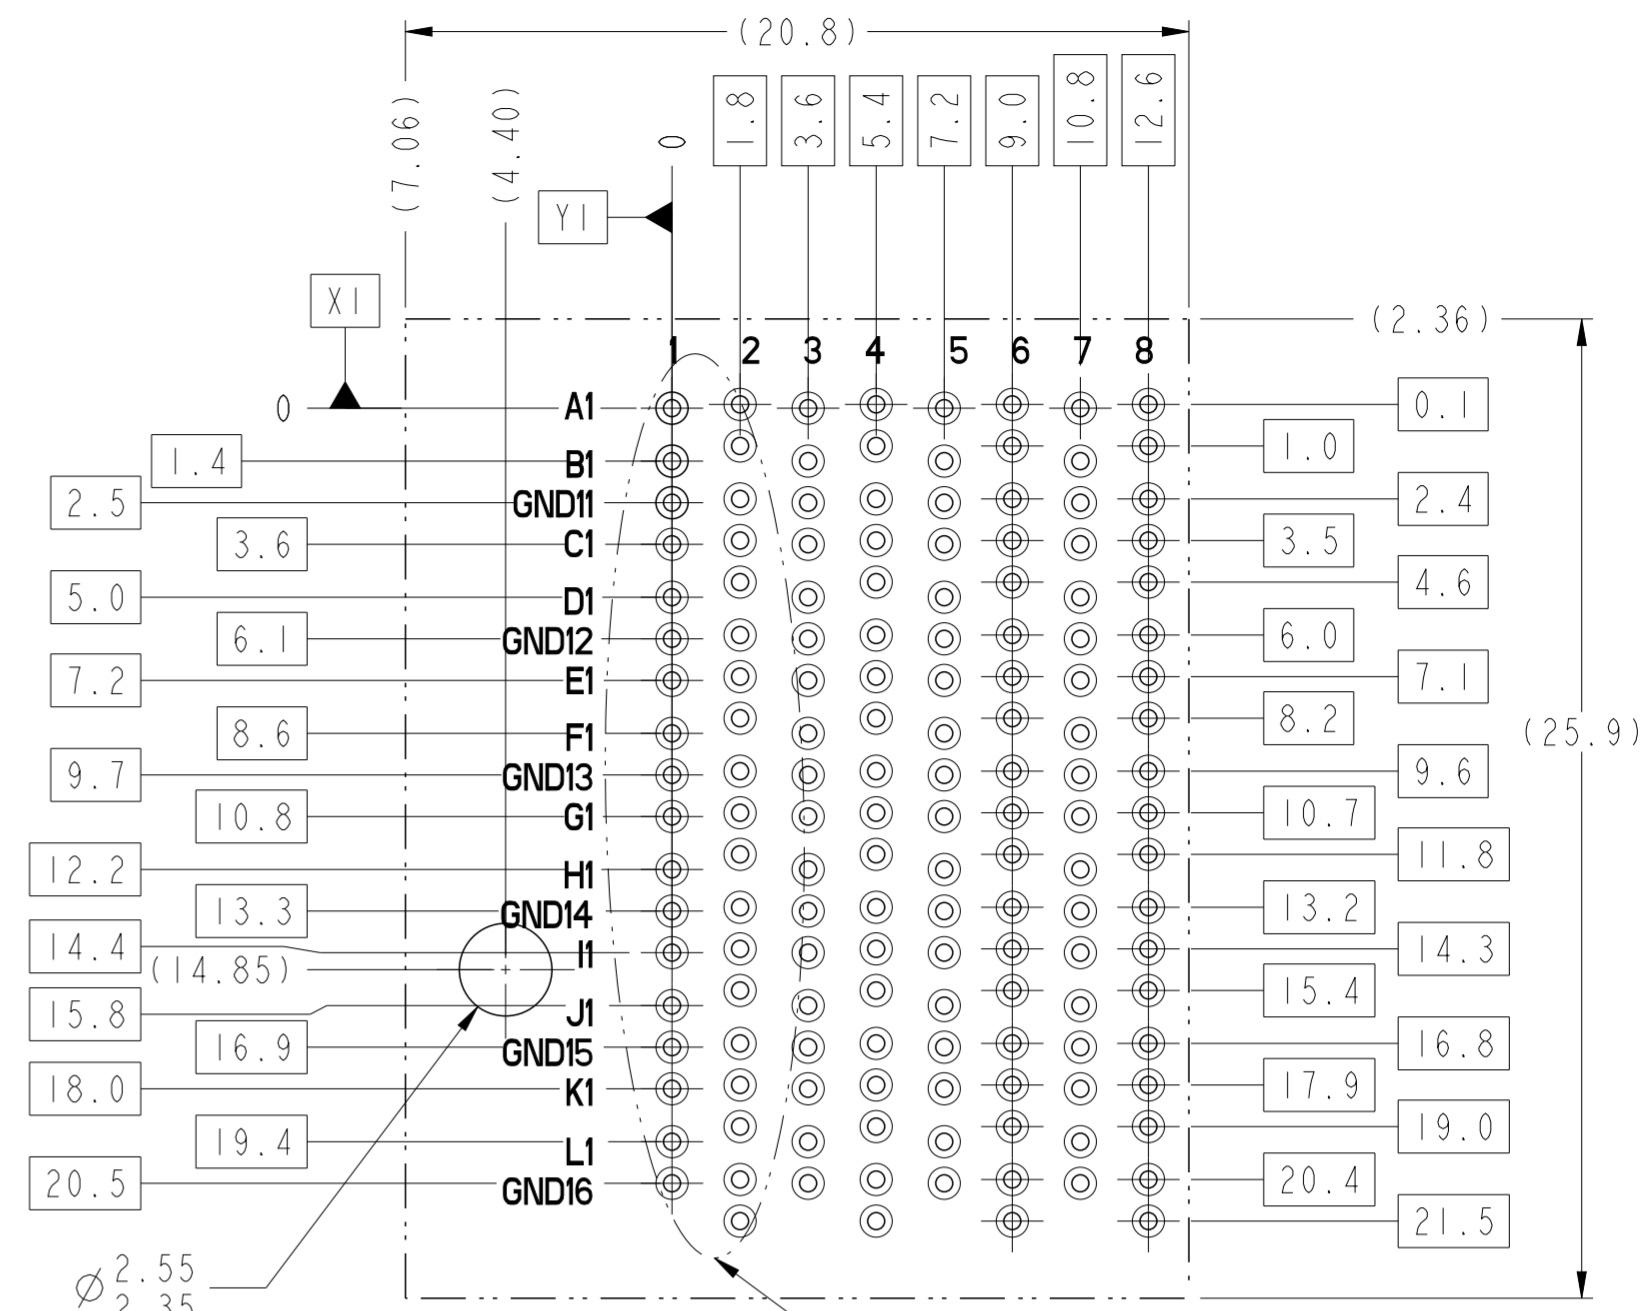 (20.8)
(7.06)
(4.40)
0
1.8
3.6
5.4
7.2
9.0
10.8
12.6
Y1
X1
(2.36)
1 2 3 4 5 6 7 8
0 A1 0.1
1.4 B1 1.0
2.5 GND11 2.4
3.6 C1 3.5
5.0 D1 4.6
6.1 GND12 6.0
7.2 E1 7.1
8.6 F1 8.2
(25.9)
9.7 GND13 9.6
10.8 G1 10.7
12.2 H1 11.8
13.3 GND14 13.2
14.4 I1 14.3
(14.85)
15.8 J1 15.4
16.9 GND15 16.8
18.0 K1 17.9
19.4 L1 19.0
20.5 GND16 20.4
21.5
Ø 2.55
2.35